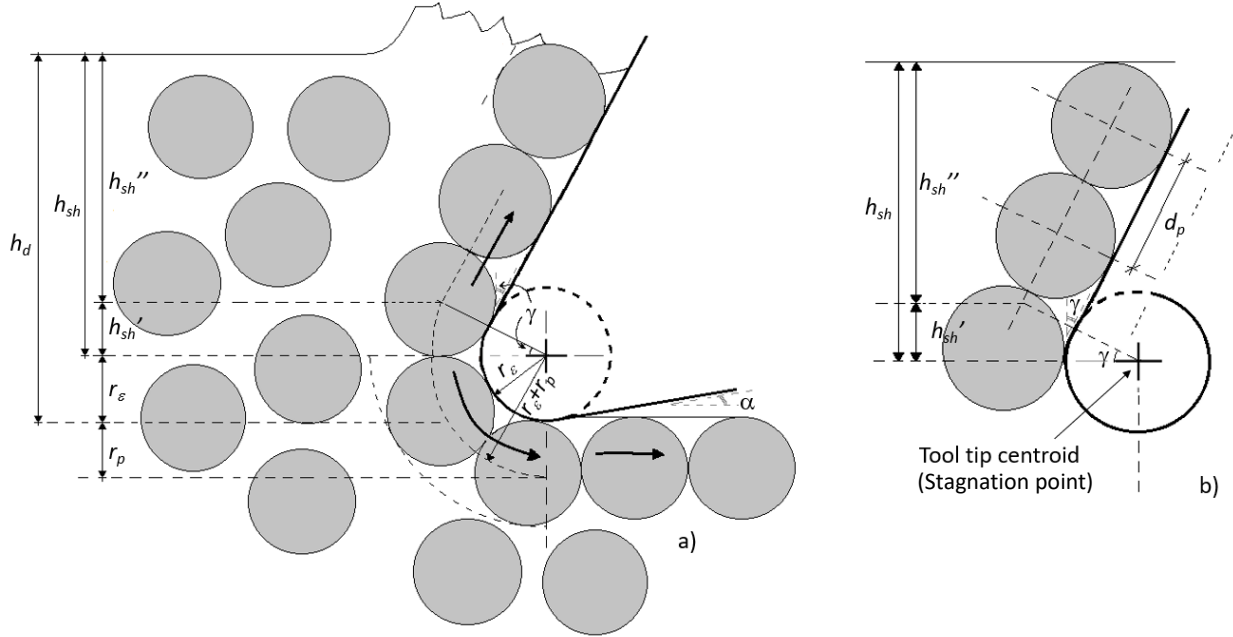 h_d
h_sh
h_sh″
h_sh′
r_ε
r_p
γ
r_ε
r_ε+r_p
α
a)
h_sh
h_sh″
h_sh′
d_p
γ
γ
Tool tip centroid
(Stagnation point)
b)